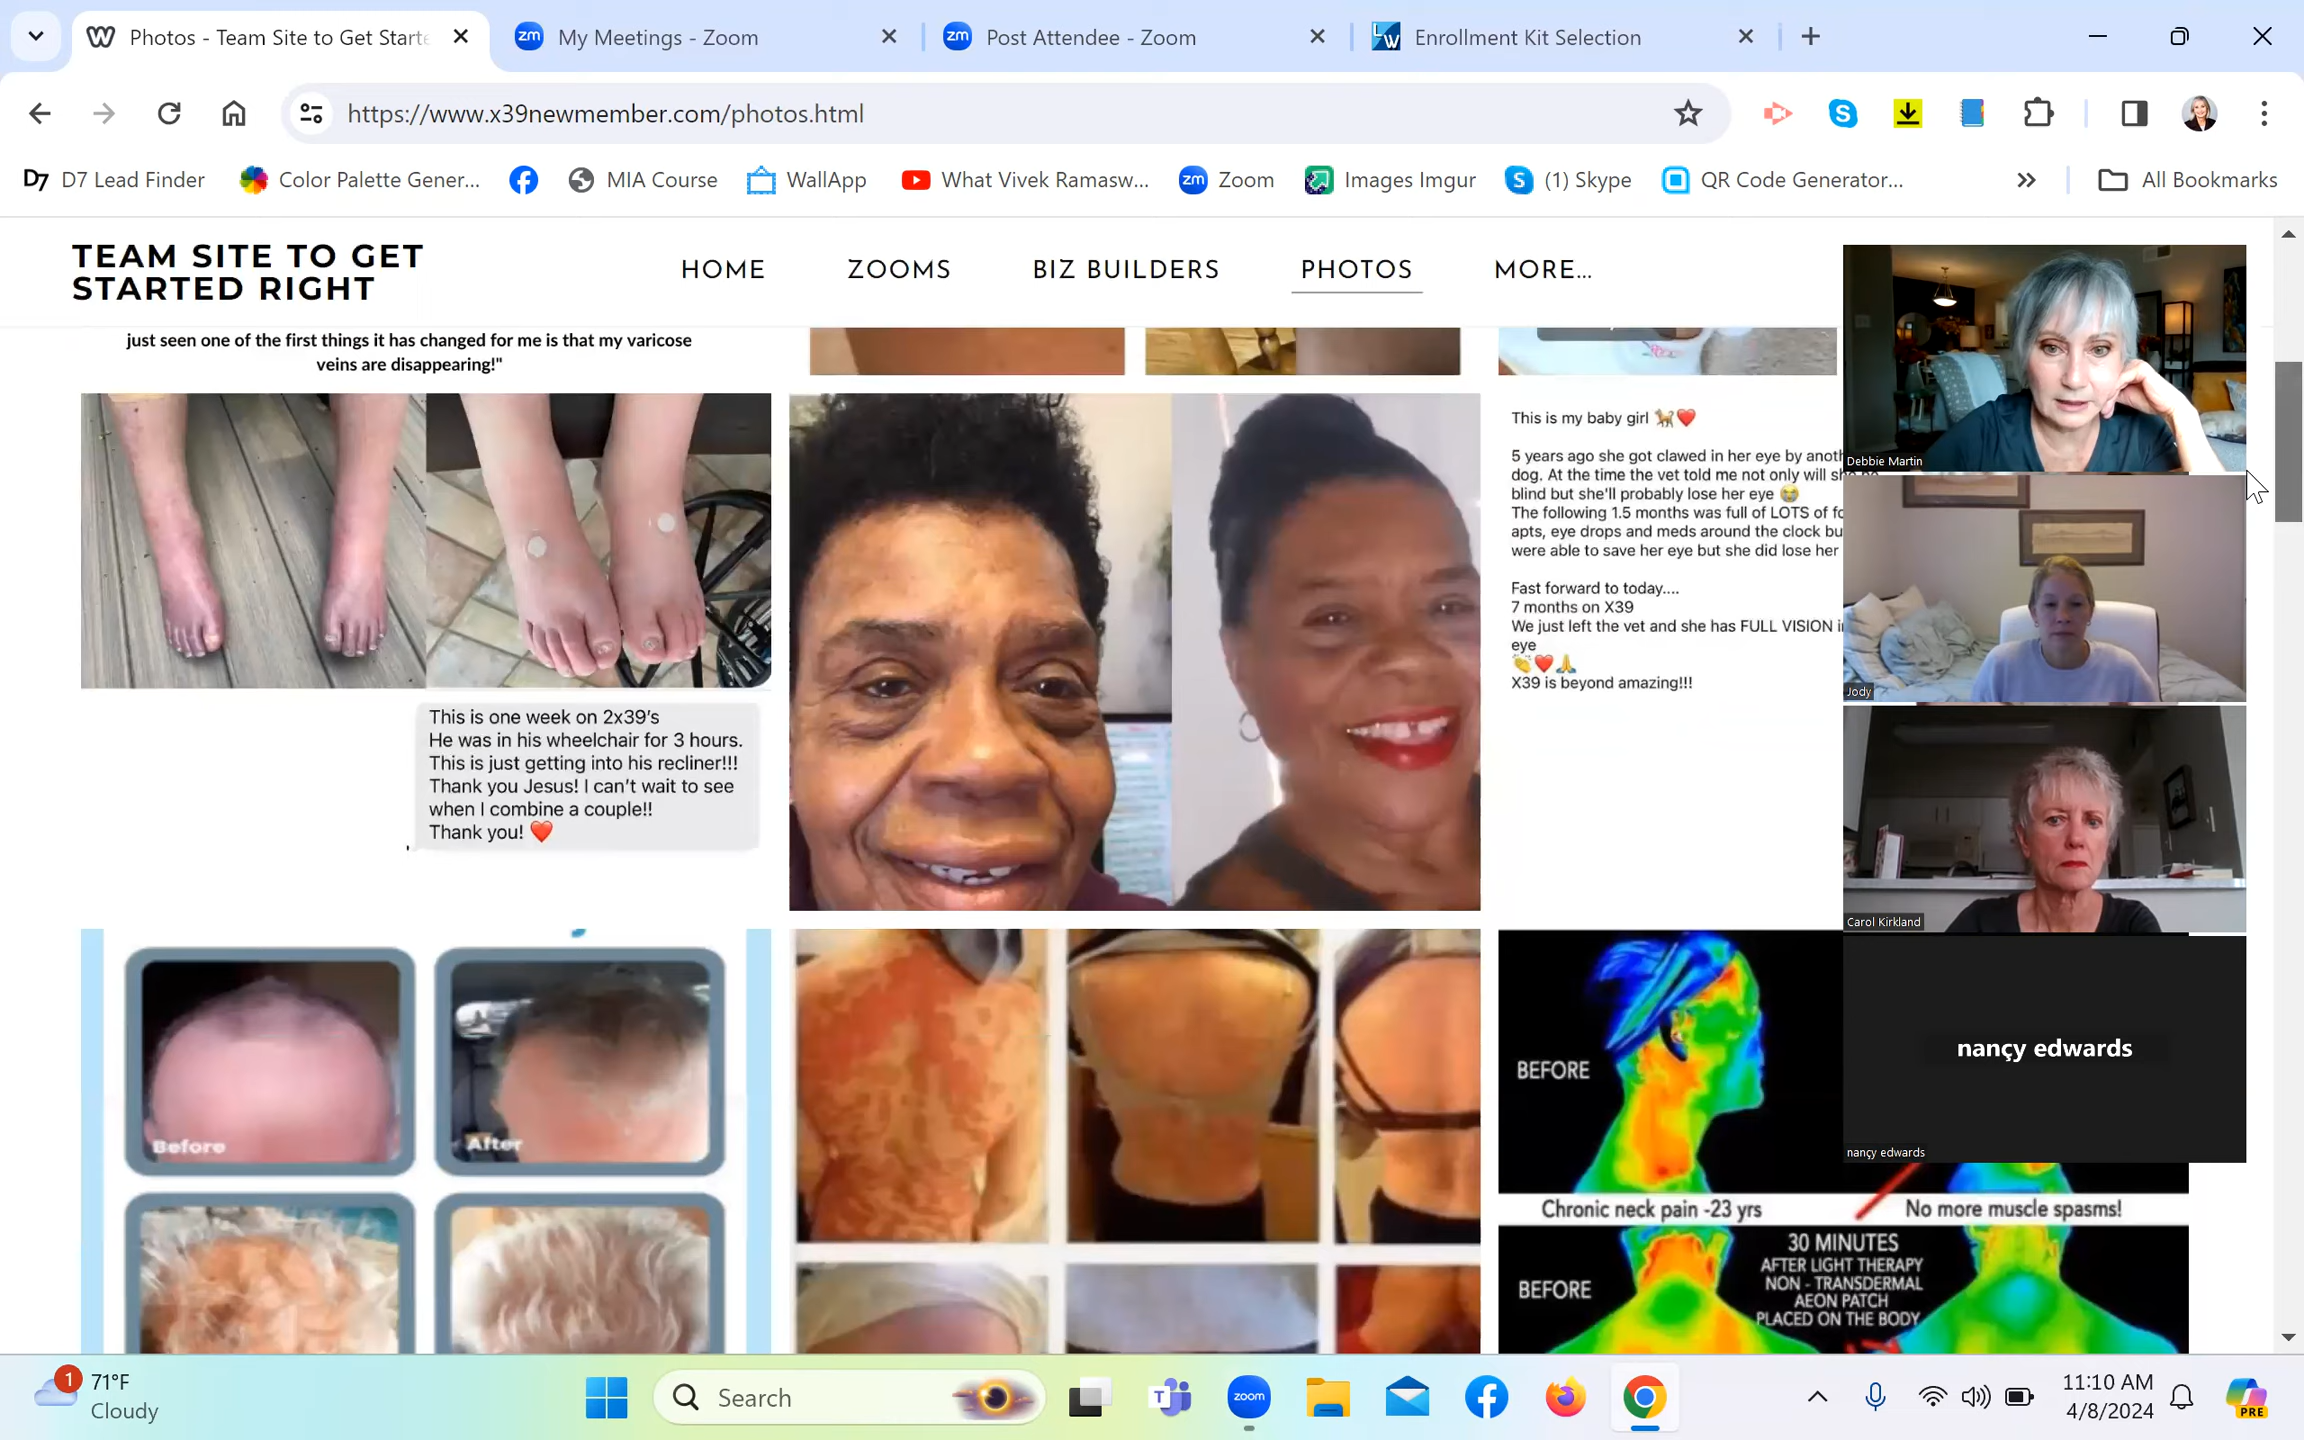 Photos - Team Site to Get Starte
My Meetings - Zoom
Post Attendee - Zoom
Enrollment Kit Selection
https://www.x39newmember.com/photos.html
D7 Lead Finder
Color Palette Gener...
MIA Course
WallApp
What Vivek Ramasw...
Zoom
Images Imgur
(1) Skype
QR Code Generator...
All Bookmarks
TEAM SITE TO GET
STARTED RIGHT
HOME
ZOOMS
BIZ BUILDERS
PHOTOS
MORE...
just seen one of the first things it has changed for me is that my varicose
veins are disappearing!"
This is one week on 2x39's
He was in his wheelchair for 3 hours.
This is just getting into his recliner!!!
Thank you Jesus! I can't wait to see
when I combine a couple!!
Thank you! ❤️
This is my baby girl 🐕❤️
5 years ago she got clawed in her eye by anoth
dog. At the time the vet told me not only will sh
blind but she'll probably lose her eye 😭
The following 1.5 months was full of LOTS of fo
apts, eye drops and meds around the clock bu
were able to save her eye but she did lose her
Fast forward to today....
7 months on X39
We just left the vet and she has FULL VISION i
eye
👏❤️🙏
X39 is beyond amazing!!!
Debbie Martin
Jody
Carol Kirkland
nançy edwards
nançy edwards
Before
After
BEFORE
Chronic neck pain -23 yrs
No more muscle spasms!
BEFORE
30 MINUTES
AFTER LIGHT THERAPY
NON - TRANSDERMAL
AEON PATCH
PLACED ON THE BODY
1
71°F
Cloudy
Search
zoom
11:10 AM
4/8/2024
PRE